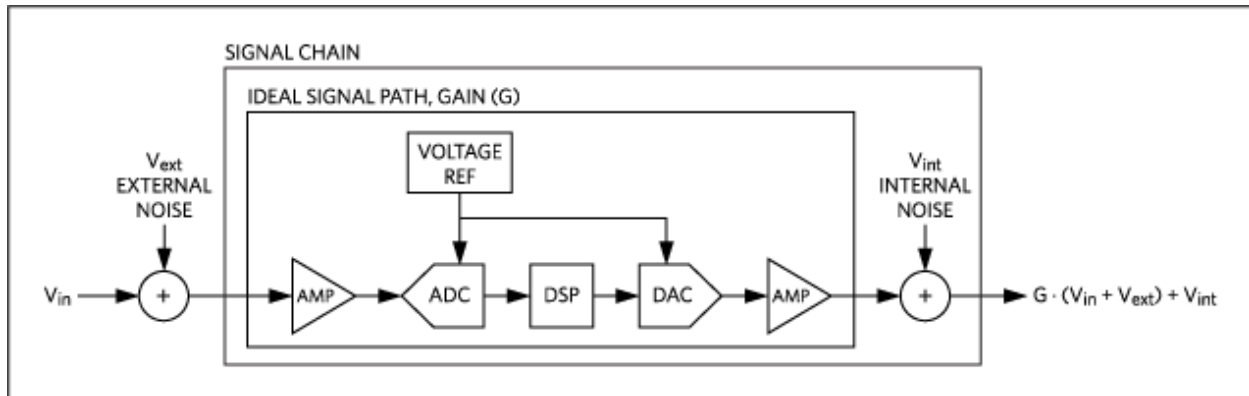 SIGNAL CHAIN
IDEAL SIGNAL PATH, GAIN (G)
VOLTAGE
REF
Vext
EXTERNAL
NOISE
Vint
INTERNAL
NOISE
Vin
+
AMP
ADC
DSP
DAC
AMP
+
G · (Vin + Vext) + Vint